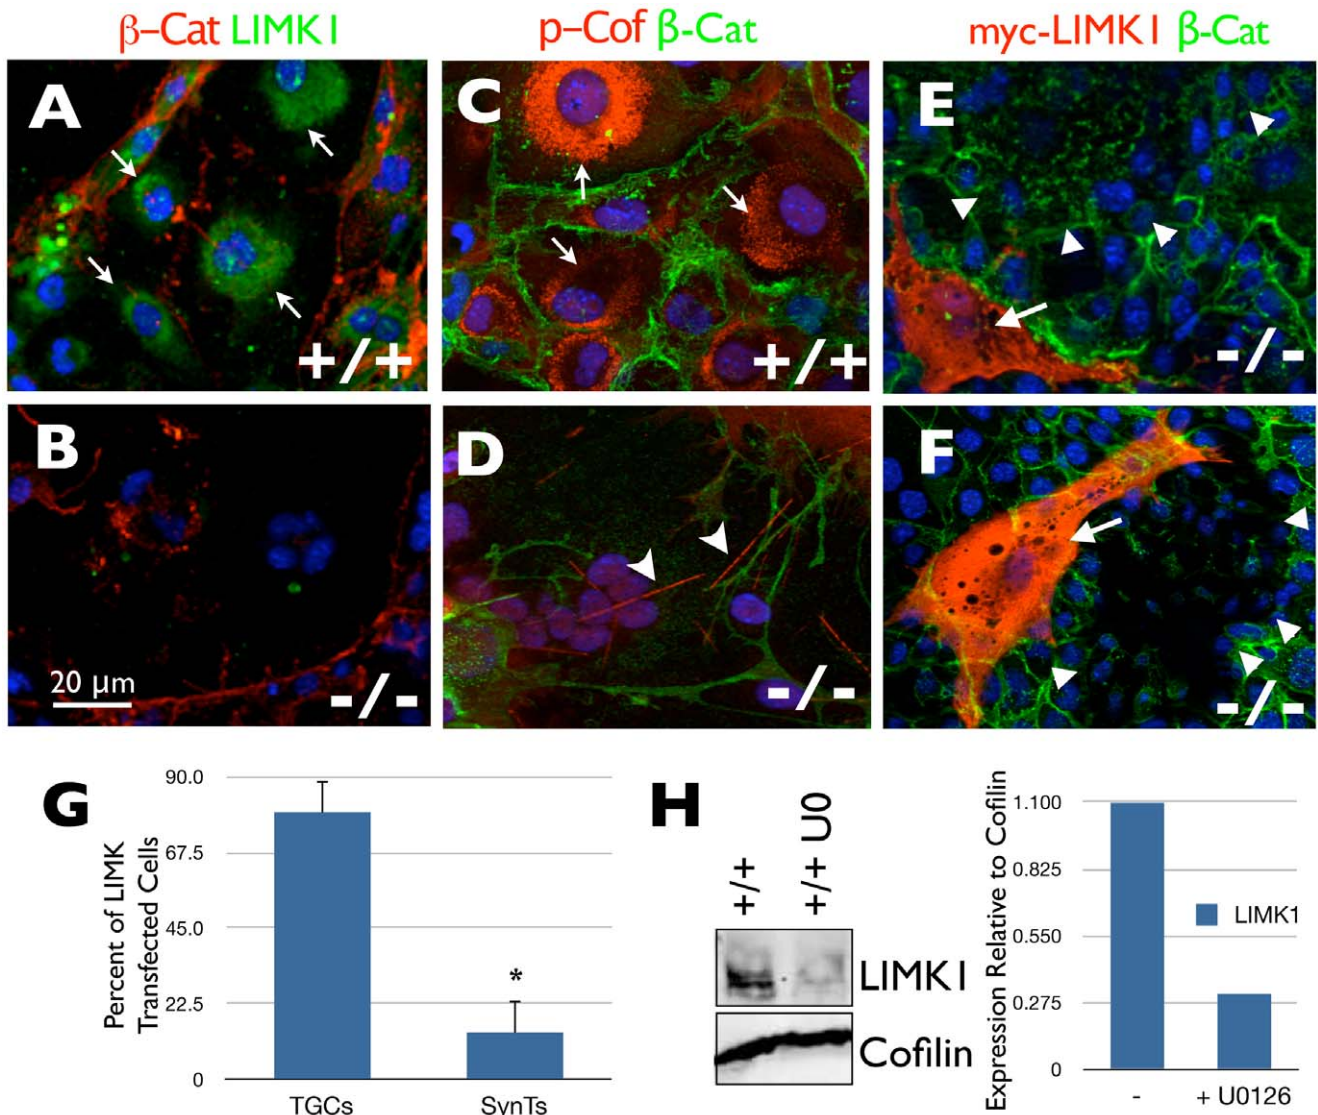 β–Cat LIMK1
p–Cof β-Cat
myc-LIMK1 β-Cat
A
+/+
C
+/+
E
-/-
B
20 μm
-/-
D
-/-
F
-/-
G
Percent of LIMK
Transfected Cells
90.0
67.5
45.0
22.5
0
*
TGCs
SynTs
H
+/+
+/+ U0
LIMK1
Cofilin
Expression Relative to Cofilin
1.100
0.825
0.550
0.275
0
LIMK1
-
+ U0126